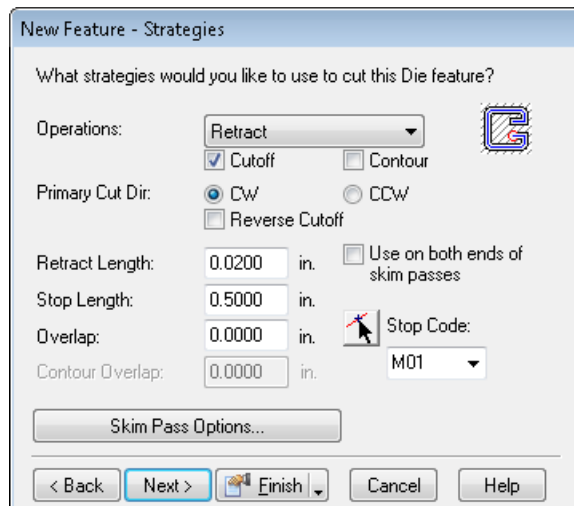 New Feature - Strategies
What strategies would you like to use to cut this Die feature?
Operations: Retract
Cutoff Contour
Primary Cut Dir: CW CCW
Reverse Cutoff
Retract Length: 0.0200 in. Use on both ends of
skim passes
Stop Length: 0.5000 in.
Overlap: 0.0000 in. Stop Code:
Contour Overlap: 0.0000 in. M01
Skim Pass Options...
< Back Next > Finish Cancel Help